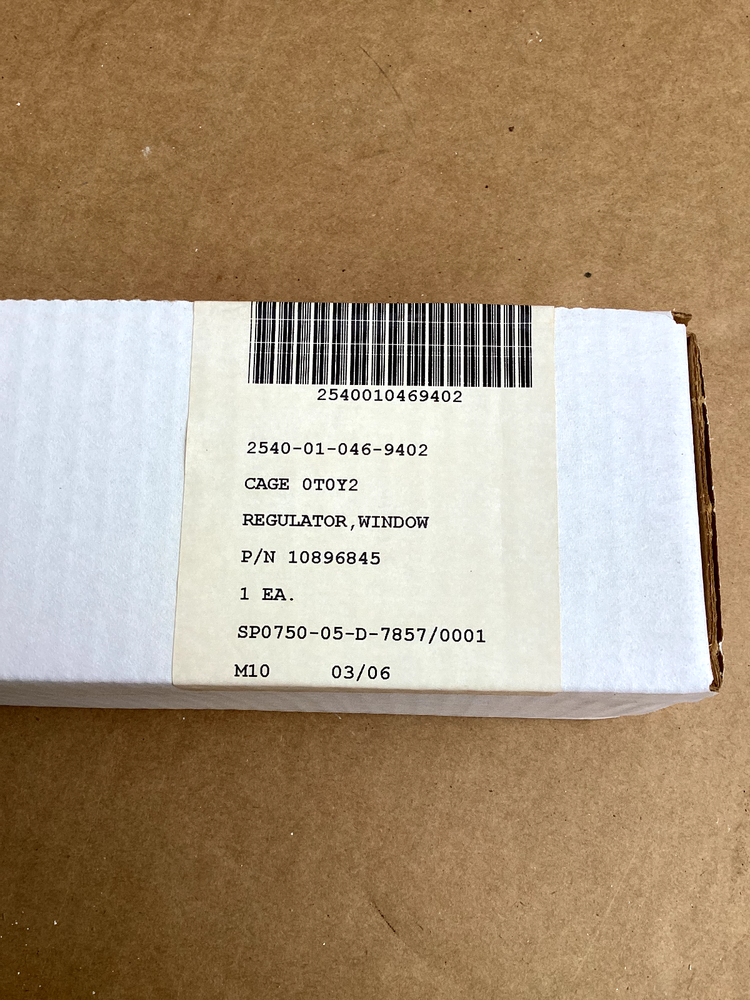 2540010469402
2540-01-046-9402
CAGE 0T0Y2
REGULATOR,WINDOW
P/N 10896845
1 EA.
SP0750-05-D-7857/0001
M10 03/06